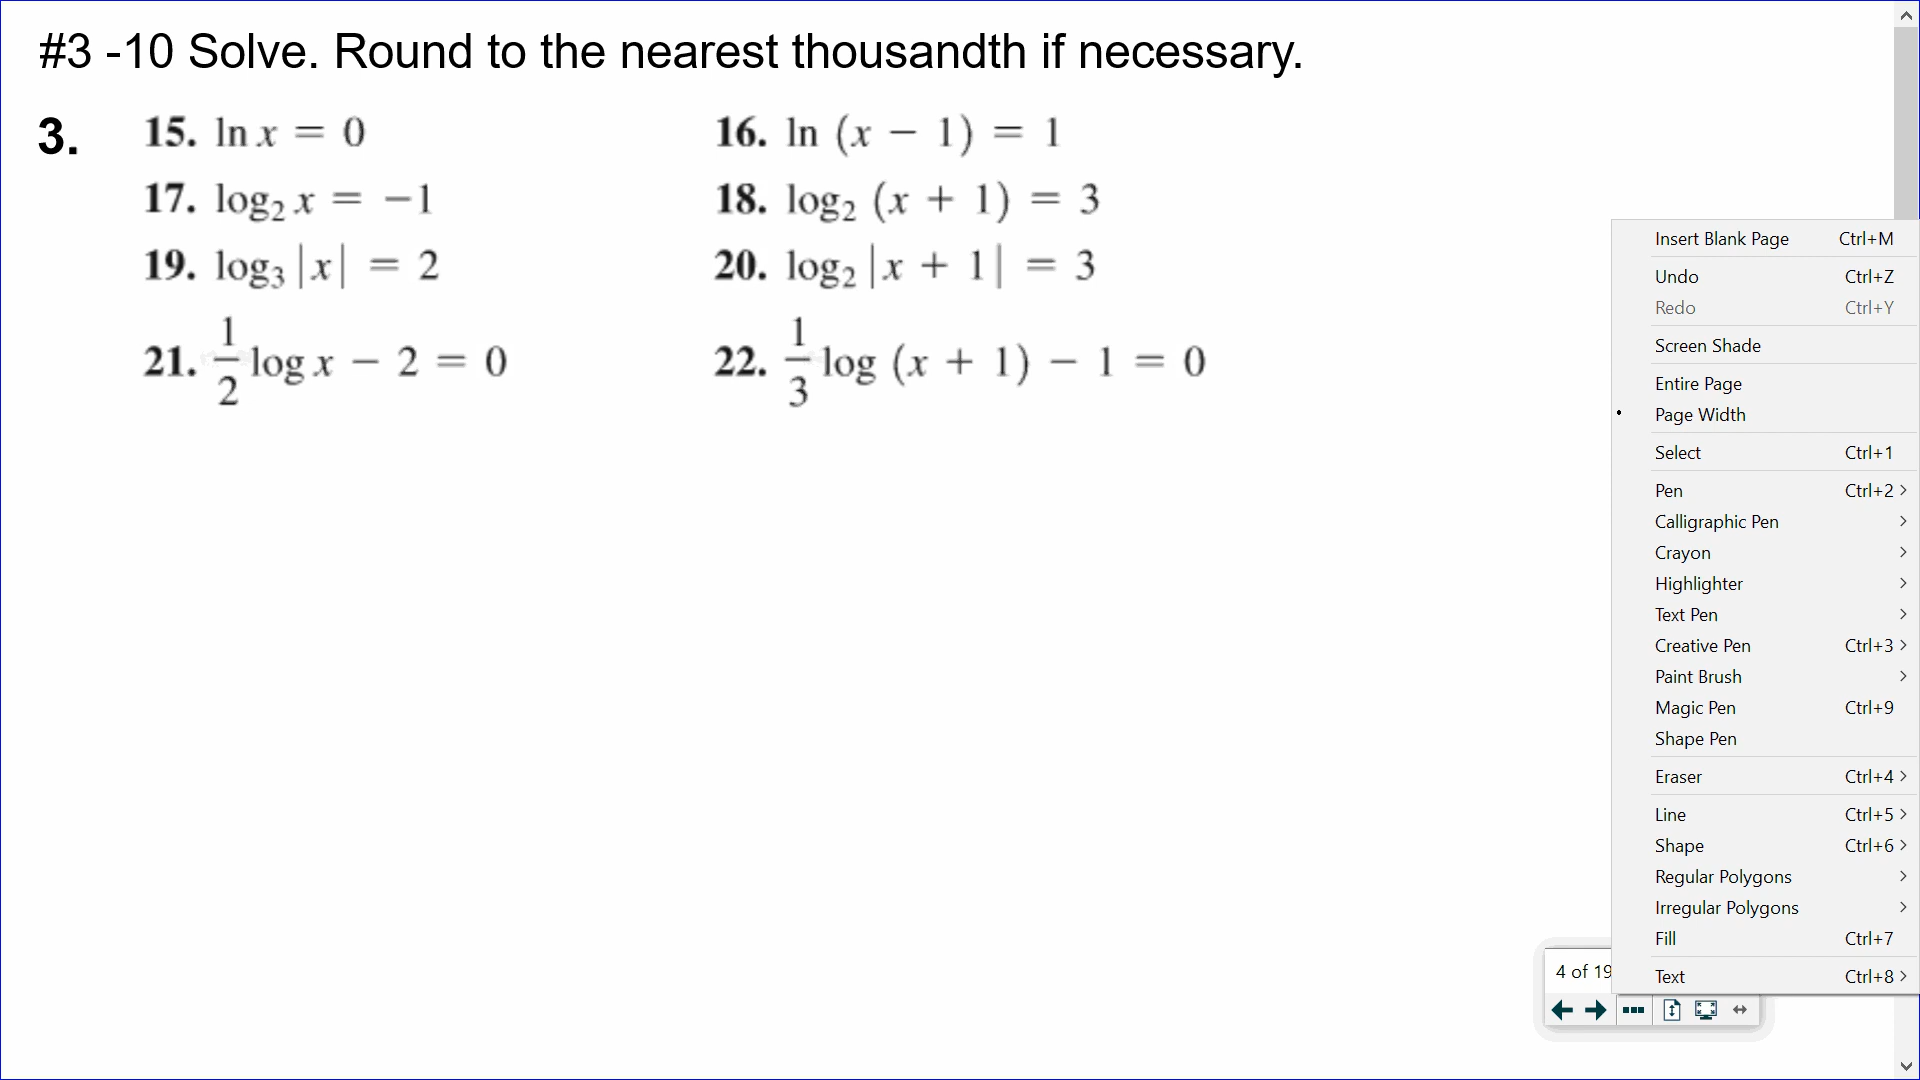 #3 -10 Solve. Round to the nearest thousandth if necessary.
3.
15. ln x = 0
16. ln (x − 1) = 1
17. log₂ x = −1
18. log₂ (x + 1) = 3
19. log₃ |x| = 2
20. log₂ |x + 1| = 3
21. 1/2 log x − 2 = 0
22. 1/3 log (x + 1) − 1 = 0
Insert Blank Page Ctrl+M
Undo Ctrl+Z
Redo Ctrl+Y
Screen Shade
Entire Page
• Page Width
Select Ctrl+1
Pen Ctrl+2 >
Calligraphic Pen >
Crayon >
Highlighter >
Text Pen >
Creative Pen Ctrl+3 >
Paint Brush >
Magic Pen Ctrl+9
Shape Pen
Eraser Ctrl+4 >
Line Ctrl+5 >
Shape Ctrl+6 >
Regular Polygons >
Irregular Polygons >
Fill Ctrl+7
Text Ctrl+8 >
4 of 19